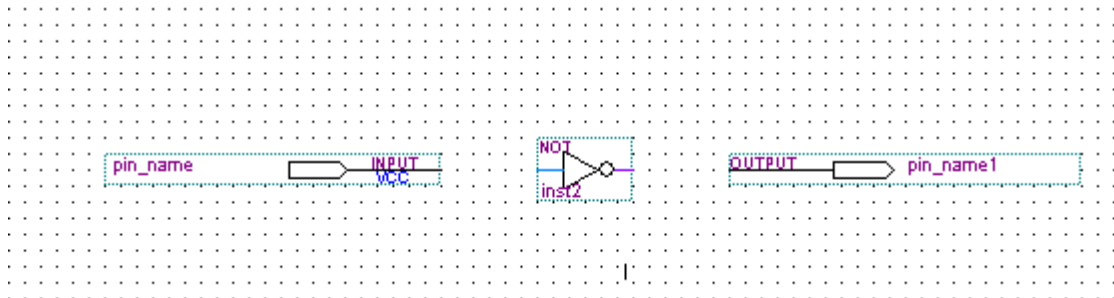 pin_name
INPUT
VCC
NOT
inst2
OUTPUT
pin_name1